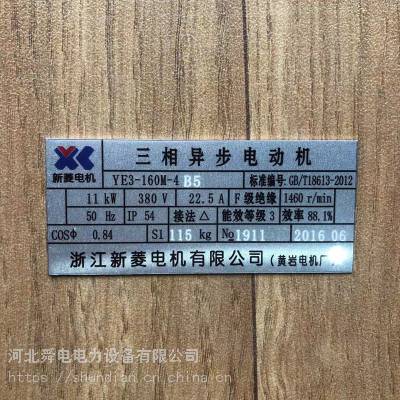 三相异步电动机
新菱电机
YE3-160M-4 B5 标准编号:GB/T18613-2012
11 kW 380 V 22.5 A F级绝缘 1460 r/min
50 Hz IP 54 接法 △ 能效等级 3 效率 88.1%
COSΦ 0.84 S1 115 kg №1911 2016 06
浙江新菱电机有限公司(黄岩电机厂)
河北舜电电力设备有限公司
https://shundjan.cn.china.cn